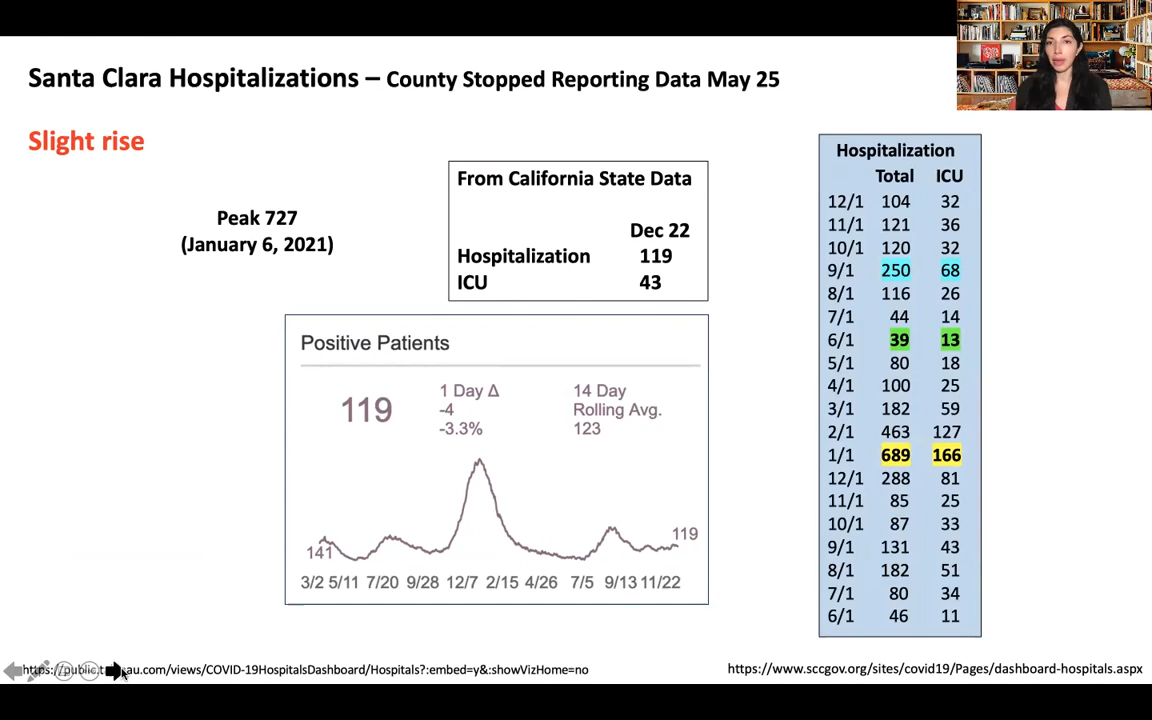 Santa Clara Hospitalizations – County Stopped Reporting Data May 25
Slight rise
Peak 727
(January 6, 2021)
From California State Data
Dec 22
Hospitalization 119
ICU 43
Positive Patients
119
1 Day Δ
-4
-3.3%
14 Day
Rolling Avg.
123
141
119
3/2 5/11 7/20 9/28 12/7 2/15 4/26 7/5 9/13 11/22
Hospitalization
Total ICU
12/1 104 32
11/1 121 36
10/1 120 32
9/1 250 68
8/1 116 26
7/1 44 14
6/1 39 13
5/1 80 18
4/1 100 25
3/1 182 59
2/1 463 127
1/1 689 166
12/1 288 81
11/1 85 25
10/1 87 33
9/1 131 43
8/1 182 51
7/1 80 34
6/1 46 11
https://public.t au.com/views/COVID-19HospitalsDashboard/Hospitals?:embed=y&:showVizHome=no
https://www.sccgov.org/sites/covid19/Pages/dashboard-hospitals.aspx